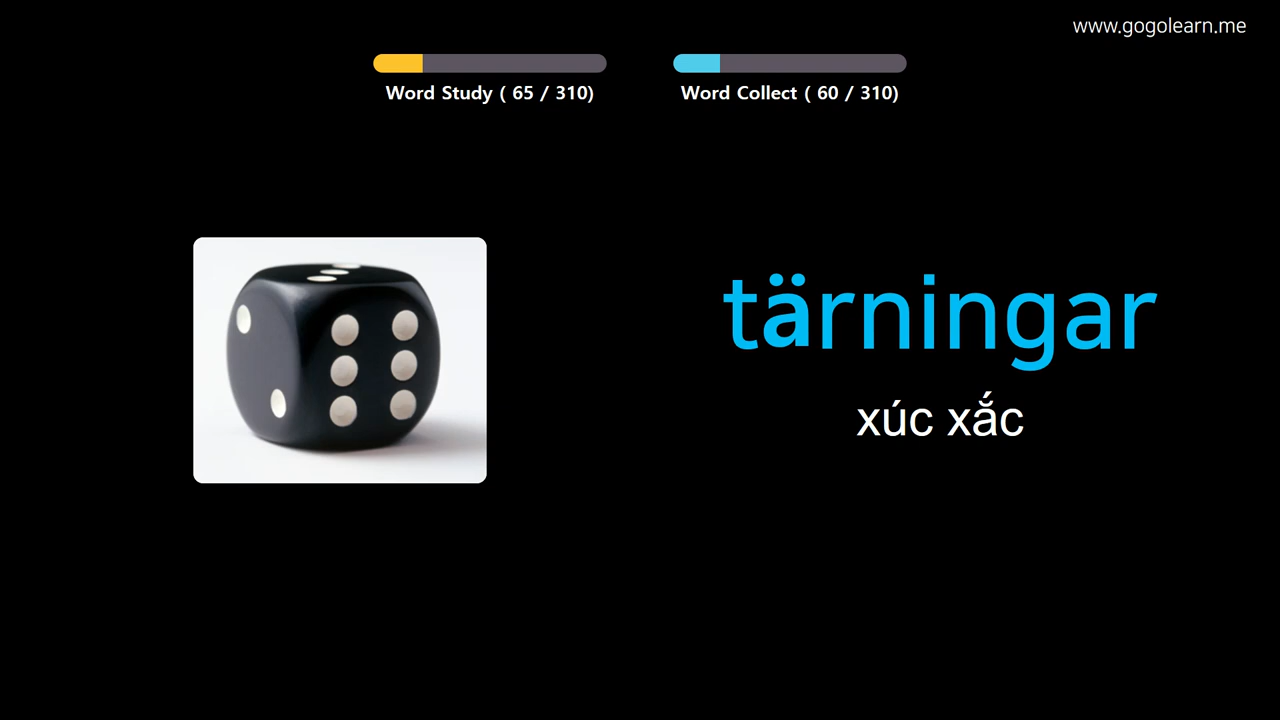 www.gogolearn.me
Word Study ( 65 / 310)
Word Collect ( 60 / 310)
tärningar
xúc xắc